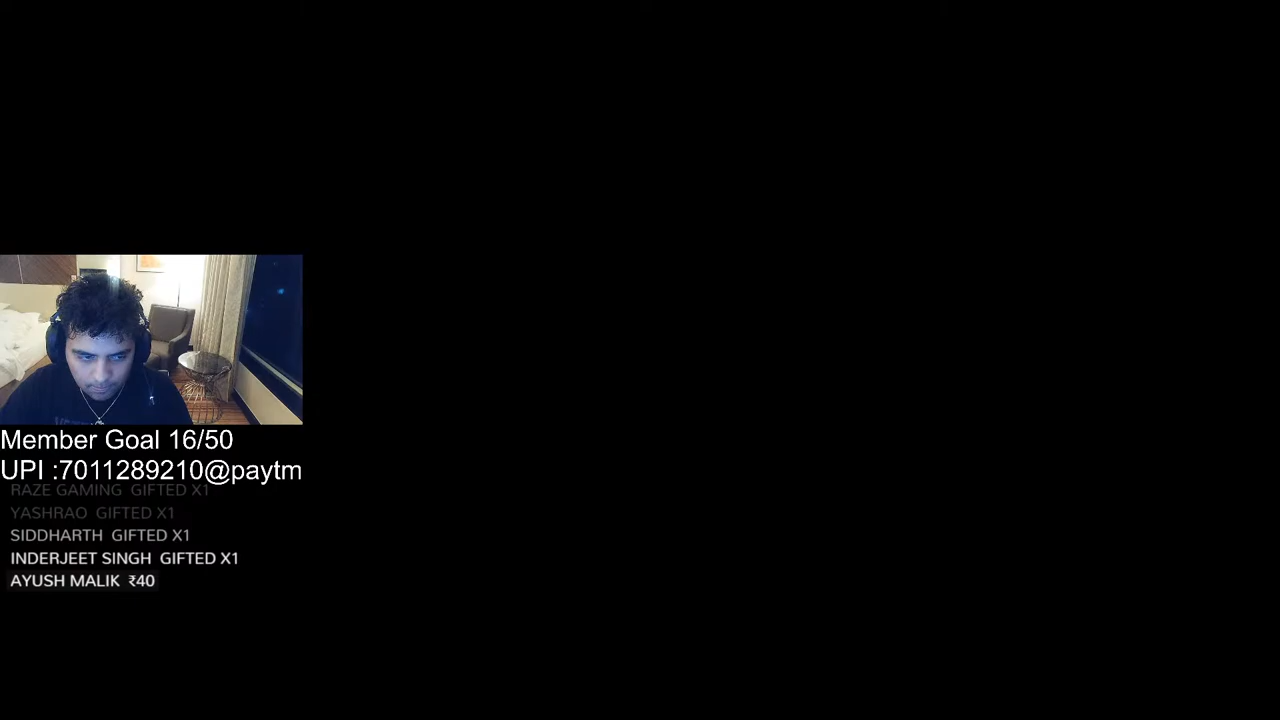 Member Goal 16/50
UPI :7011289210@paytm
RAZE GAMING GIFTED X1
YASHRAO GIFTED X1
SIDDHARTH GIFTED X1
INDERJEET SINGH GIFTED X1
AYUSH MALIK ₹40